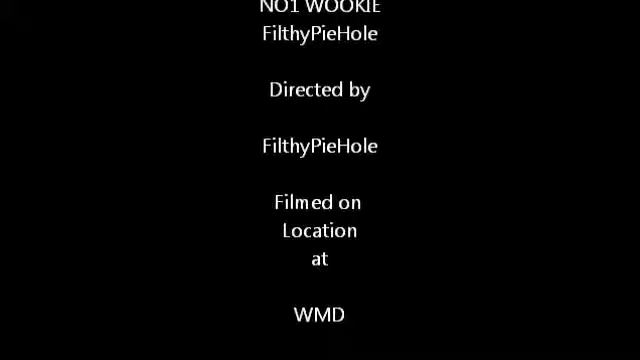 NO1 WOOKIE
FilthyPieHole
Directed by
FilthyPieHole
Filmed on
Location
at
WMD